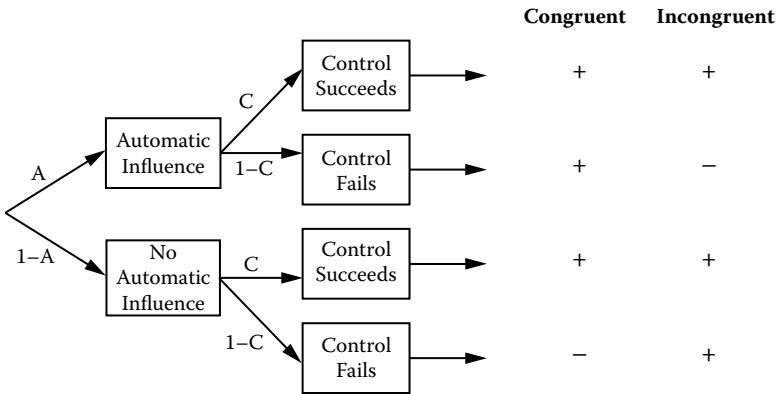 Congruent Incongruent
Control
Succeeds
+ +
C
Automatic
Influence
A
1–C
Control
Fails
+ −
1–A
No
Automatic
Influence
C
Control
Succeeds
+ +
1–C
Control
Fails
− +